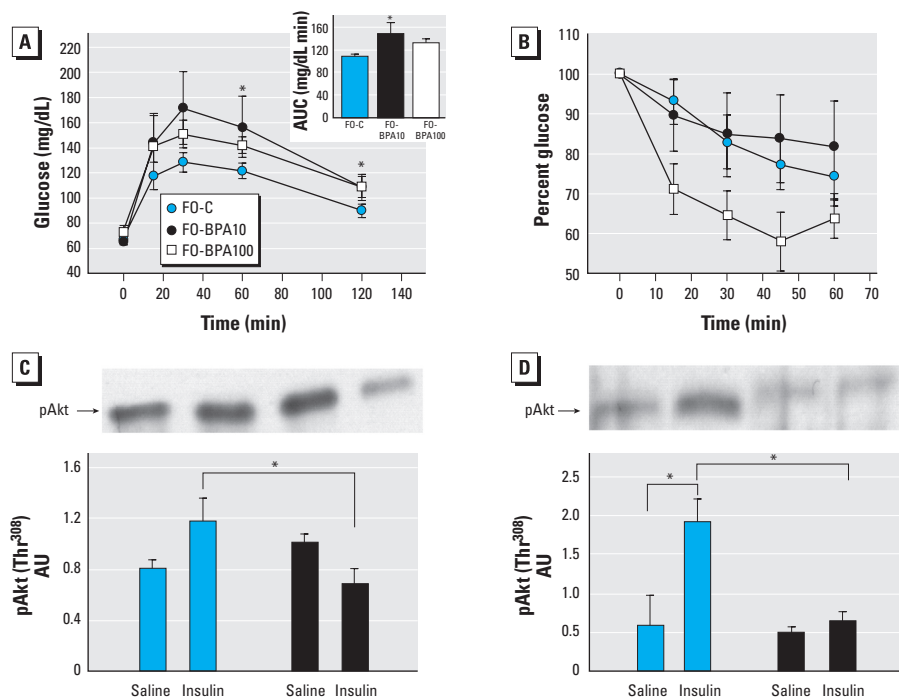 A
Glucose (mg/dL)
220
200
180
160
140
120
100
80
60
40
0 20 40 60 80 100 120 140
Time (min)
*
*
FO-C
FO-BPA10
FO-BPA100
AUC (mg/dL min)
160
120
80
40
0
*
FO-C
FO-BPA10
FO-BPA100
B
Percent glucose
100
90
80
70
60
50
0 10 20 30 40 50 60 70
Time (min)
C
pAkt
pAkt (Thr308)
AU
1.6
1.2
0.8
0.4
0
*
Saline Insulin Saline Insulin
D
pAkt
pAkt (Thr308)
AU
2.5
2.0
1.5
1.0
0.5
0
*
*
Saline Insulin Saline Insulin